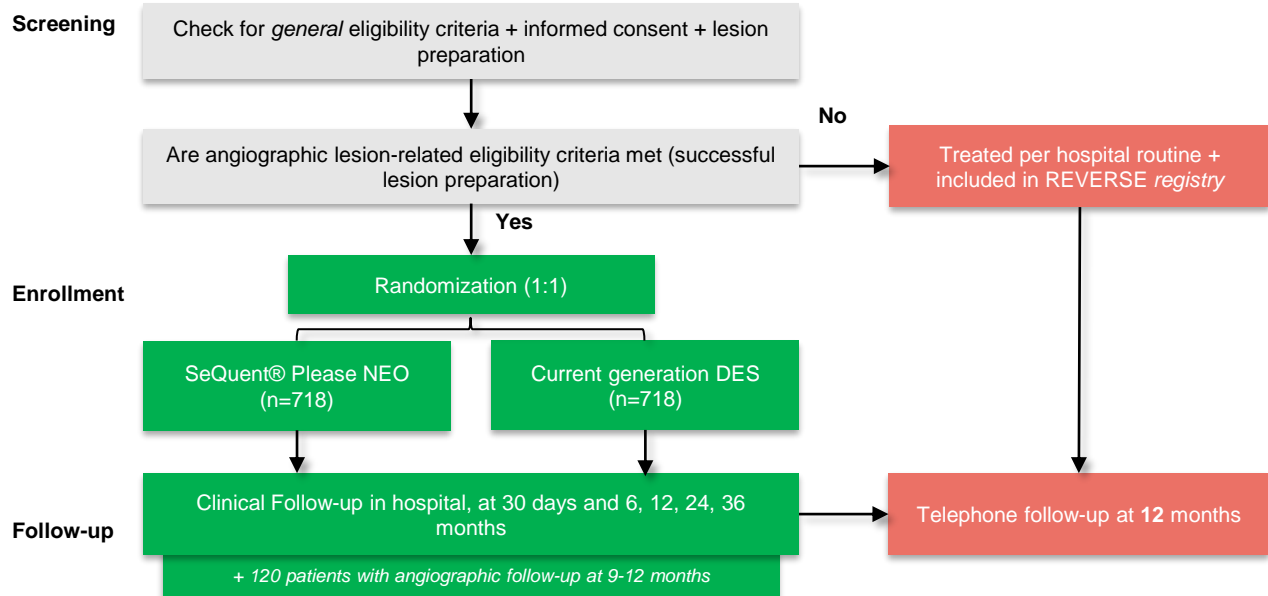 Screening
Check for general eligibility criteria + informed consent + lesion
preparation
No
Are angiographic lesion-related eligibility criteria met (successful
lesion preparation)
Treated per hospital routine +
included in REVERSE registry
Yes
Enrollment
Randomization (1:1)
SeQuent® Please NEO
(n=718)
Current generation DES
(n=718)
Follow-up
Clinical Follow-up in hospital, at 30 days and 6, 12, 24, 36
months
+ 120 patients with angiographic follow-up at 9-12 months
Telephone follow-up at 12 months